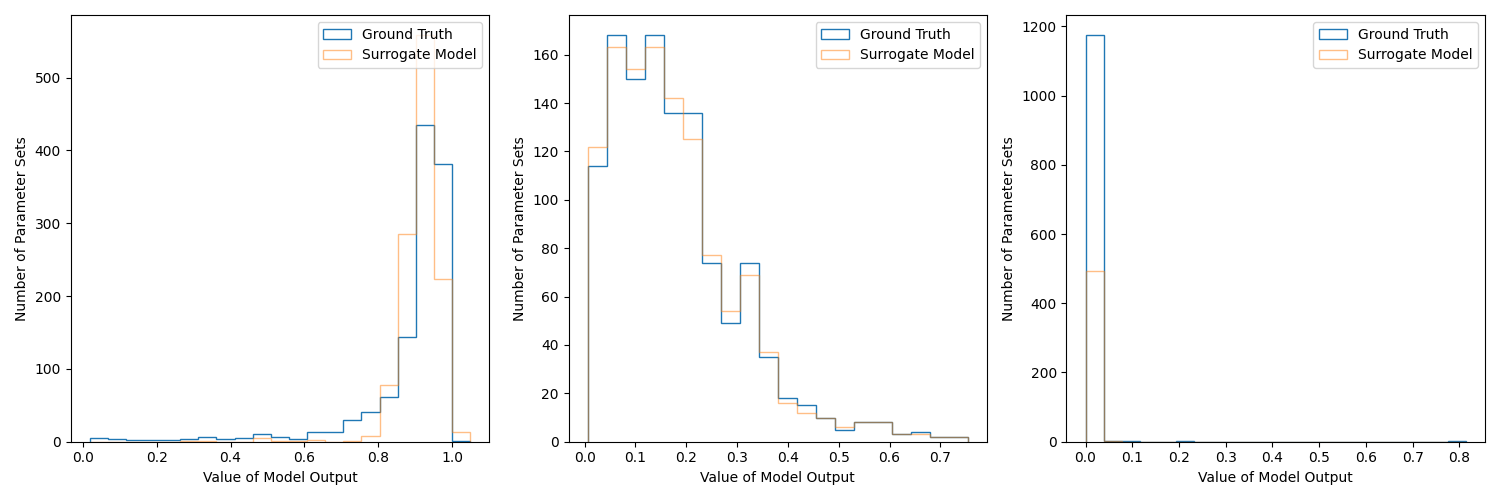 Ground Truth
Surrogate Model
500
400
300
200
100
0
Number of Parameter Sets
0.0 0.2 0.4 0.6 0.8 1.0
Value of Model Output
Ground Truth
Surrogate Model
160
140
120
100
80
60
40
20
0
Number of Parameter Sets
0.0 0.1 0.2 0.3 0.4 0.5 0.6 0.7
Value of Model Output
Ground Truth
Surrogate Model
1200
1000
800
600
400
200
0
Number of Parameter Sets
0.0 0.1 0.2 0.3 0.4 0.5 0.6 0.7 0.8
Value of Model Output